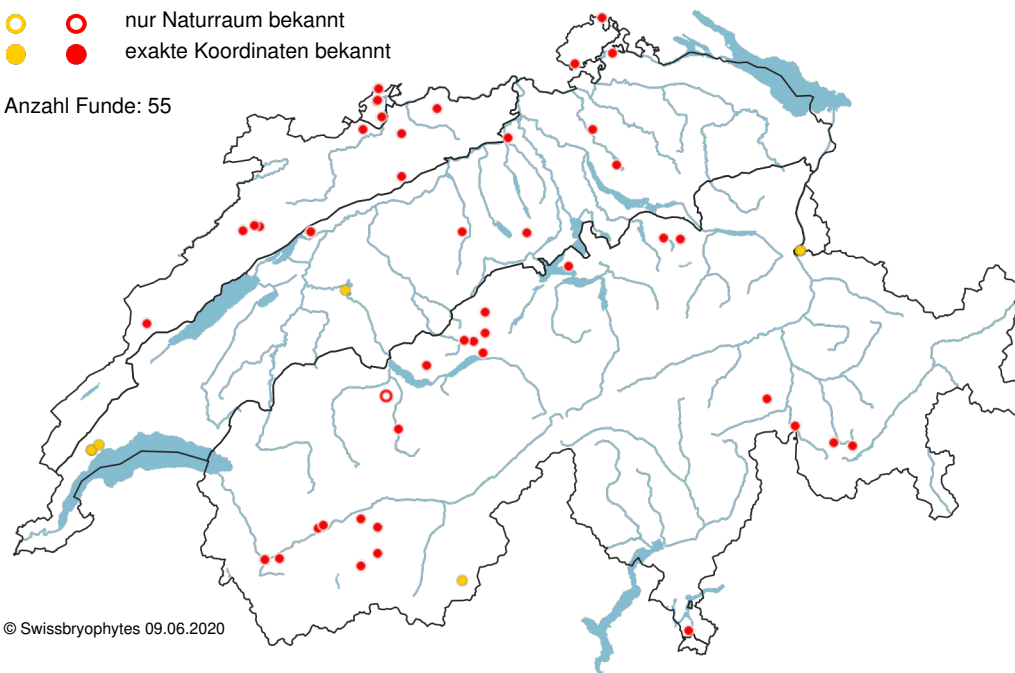 nur Naturraum bekannt
exakte Koordinaten bekannt
Anzahl Funde: 55
© Swissbryophytes 09.06.2020